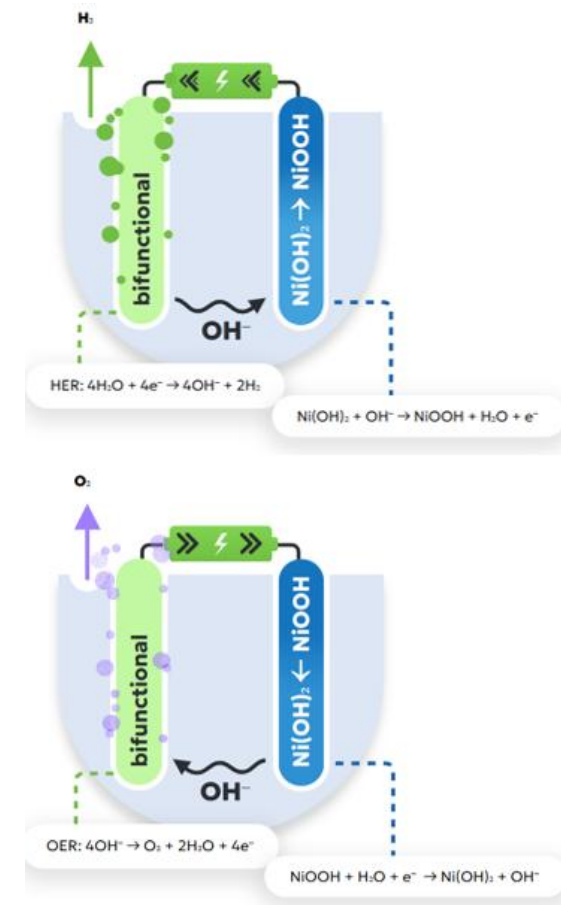 H₂
bifunctional
Ni(OH)₂ → NiOOH
OH⁻
HER: 4H₂O + 4e⁻ → 4OH⁻ + 2H₂
Ni(OH)₂ + OH⁻ → NiOOH + H₂O + e⁻
O₂
bifunctional
Ni(OH)₂ ← NiOOH
OH⁻
OER: 4OH⁻ → O₂ + 2H₂O + 4e⁻
NiOOH + H₂O + e⁻ → Ni(OH)₂ + OH⁻